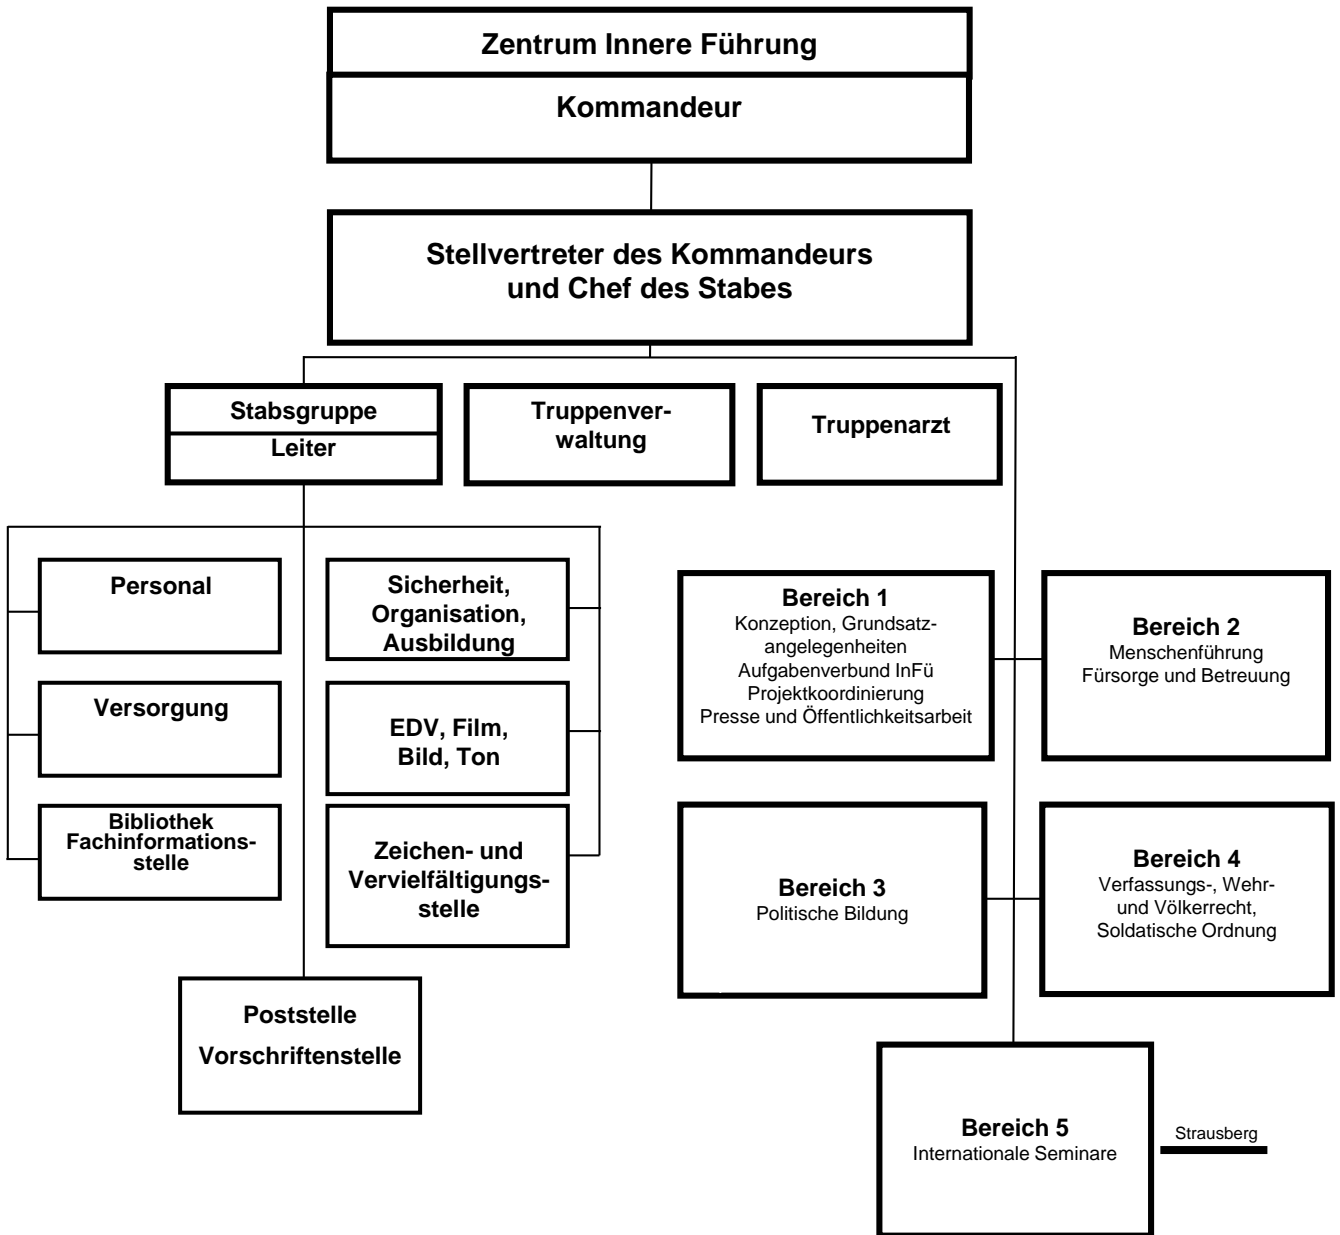 Zentrum Innere Führung
Kommandeur
Stellvertreter des Kommandeurs
und Chef des Stabes
Stabsgruppe
Leiter
Truppenver-
waltung
Truppenarzt
Personal
Sicherheit,
Organisation,
Ausbildung
Versorgung
EDV, Film,
Bild, Ton
Bibliothek
Fachinformations-
stelle
Zeichen- und
Vervielfältigungs-
stelle
Poststelle
Vorschriftenstelle
Bereich 1
Konzeption, Grundsatz-
angelegenheiten
Aufgabenverbund InFü
Projektkoordinierung
Presse und Öffentlichkeitsarbeit
Bereich 2
Menschenführung
Fürsorge und Betreuung
Bereich 3
Politische Bildung
Bereich 4
Verfassungs-, Wehr-
und Völkerrecht,
Soldatische Ordnung
Bereich 5
Internationale Seminare
Strausberg